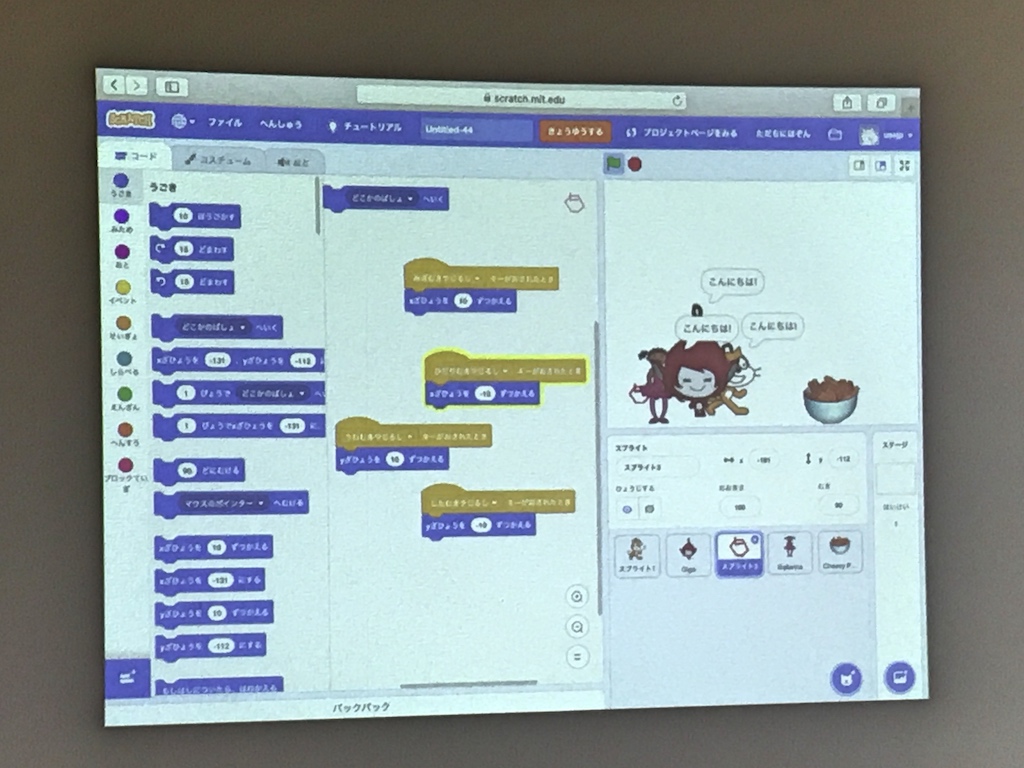 scratch.mit.edu
SCRATCH
ファイル
へんしゅう
チュートリアル
Untitled-44
きょうゆうする
プロジェクトページをみる
ただちにほぞん
コード
コスチューム
おと
うごき
みため
おと
イベント
せいぎょ
しらべる
えんざん
へんすう
ブロックてい
ぎ
うごき
10 ほうごかす
15 どまわす
15 どまわす
どこかのばしょ へいく
xざひょうを -131 、yざひょうを -112
1 びょうで どこかのばしょ へ
1 びょうでxざひょうを -131 に
90 どにむける
マウスのポインター へむける
xざひょうを 10 ずつかえる
xざひょうを -131 にする
yざひょうを 10 ずつかえる
yざひょうを -112 にする
もしはしについたら、はねかえる
どこかのばしょ へいく
みぎむきやじるし キーがおされたとき
xざひょうを 10 ずつかえる
ひだりむきやじるし キーがおされたとき
xざひょうを -10 ずつかえる
うわむきやじるし キーがおされたとき
yざひょうを 10 ずつかえる
したむきやじるし キーがおされたとき
yざひょうを -10 ずつかえる
バックパック
こんにちは!
こんにちは!
こんにちは!
スプライト
スプライト3
x
y -112
ひょうじする
おおきさ
100
むき
90
スプライト1
Giga
スプライト3
Ballerina
Cheesy P...
ステージ
はいけい
1